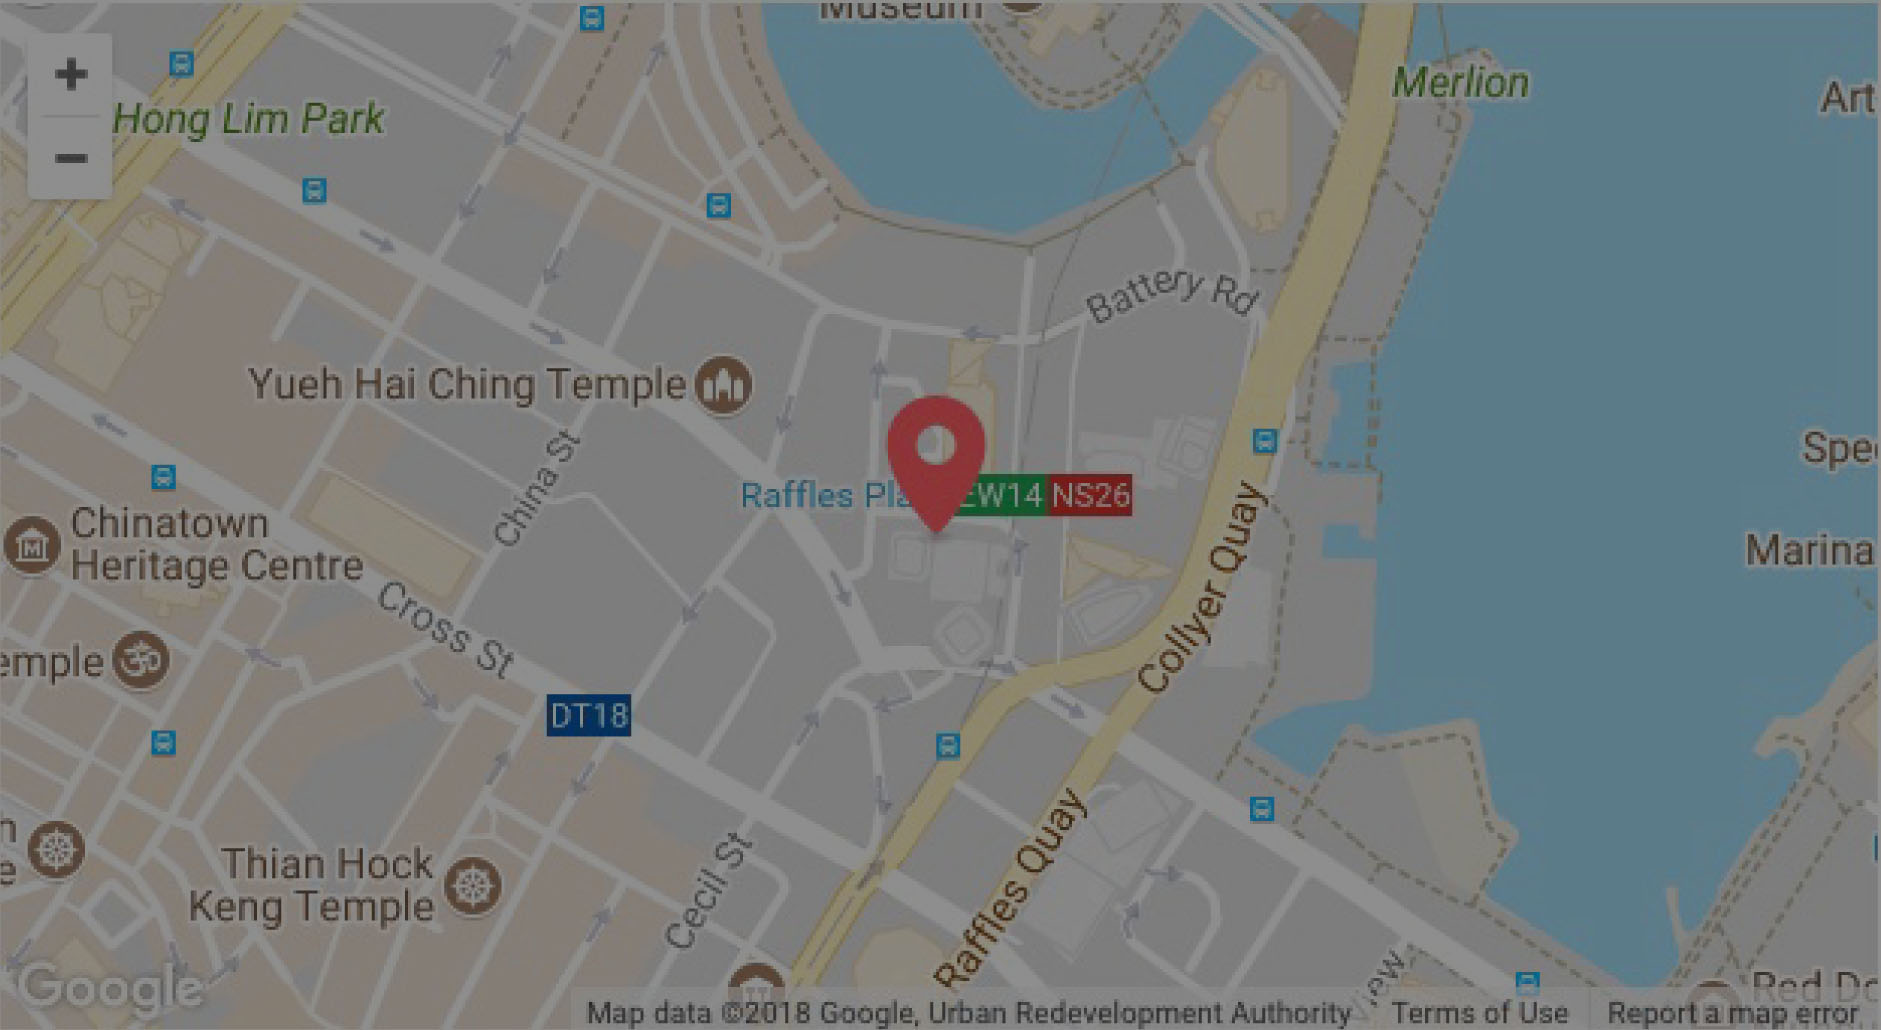 Museum
Merlion
Art
Hong Lim Park
Battery Rd
Yueh Hai Ching Temple
China St
Raffles Pla
EW14
NS26
Spe
Chinatown
Heritage Centre
Collyer Quay
Marina
Cross St
emple
DT18
Thian Hock
Keng Temple
Cecil St
Raffles Quay
iew
Red Do
Google
Map data ©2018 Google, Urban Redevelopment Authority
Terms of Use
Report a map error